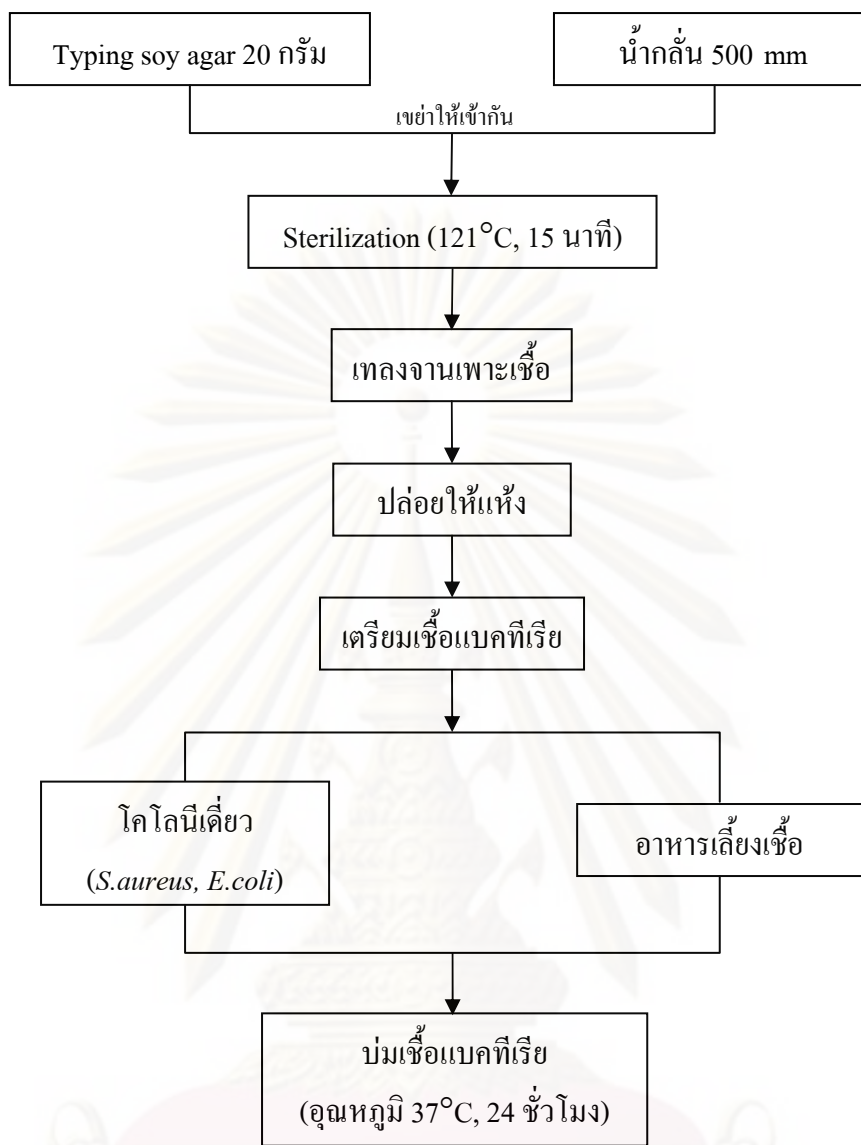 Typing soy agar 20 กรัม
น้ำกลั่น 500 mm
เขย่าให้เข้ากัน
Sterilization (121°C, 15 นาที)
เทลงจานเพาะเชื้อ
ปล่อยให้แห้ง
เตรียมเชื้อแบคทีเรีย
โคโลนีเดี่ยว
(S.aureus, E.coli)
อาหารเลี้ยงเชื้อ
บ่มเชื้อแบคทีเรีย
(อุณหภูมิ 37°C, 24 ชั่วโมง)